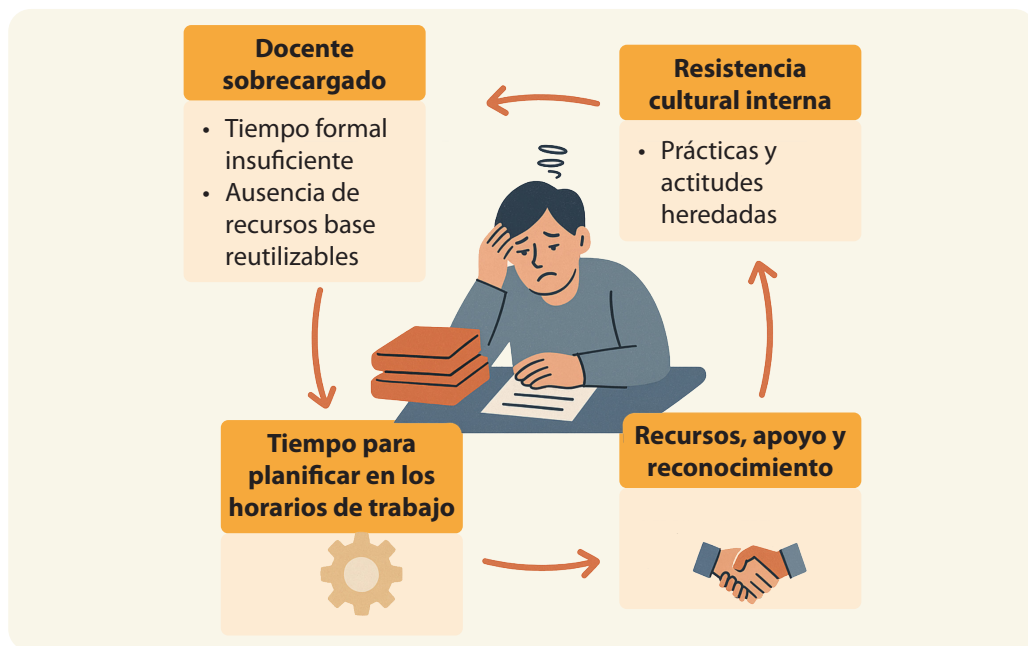 Docente
sobrecargado
• Tiempo formal
insuficiente
• Ausencia de
recursos base
reutilizables
Resistencia
cultural interna
• Prácticas y
actitudes
heredadas
Tiempo para
planificar en los
horarios de trabajo
Recursos, apoyo y
reconocimiento